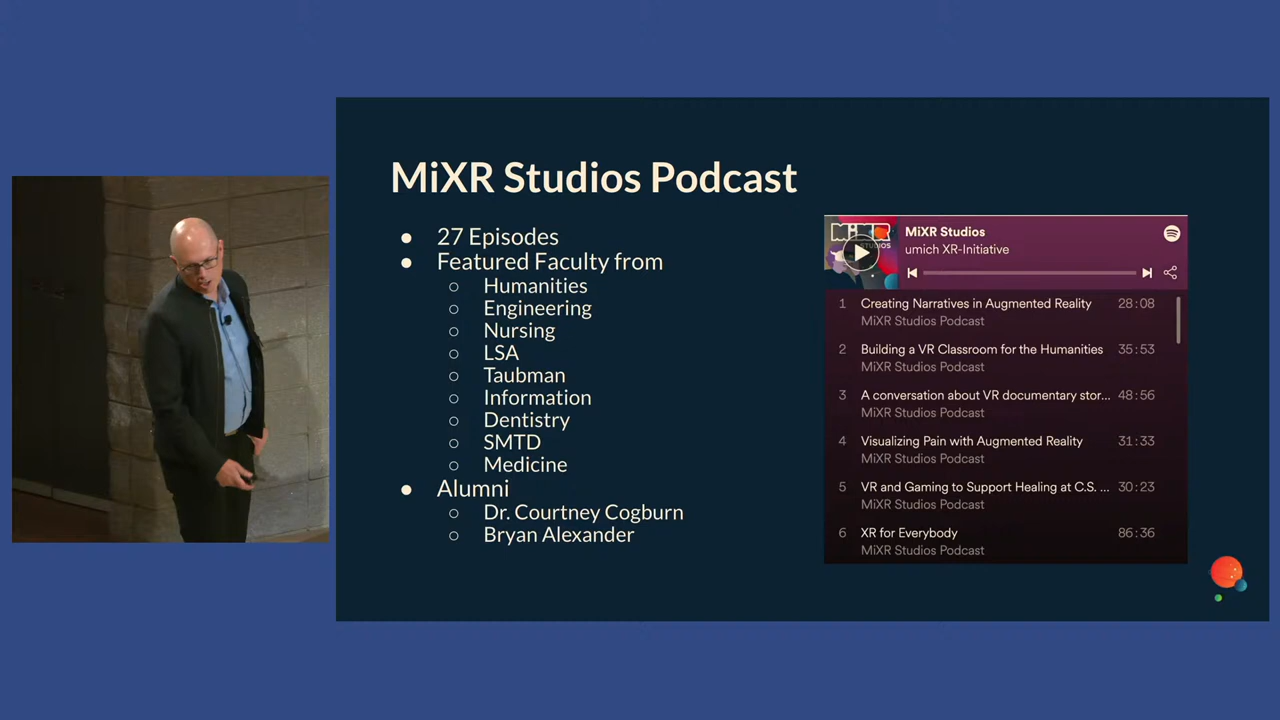 MiXR Studios Podcast
● 27 Episodes
● Featured Faculty from
○ Humanities
○ Engineering
○ Nursing
○ LSA
○ Taubman
○ Information
○ Dentistry
○ SMTD
○ Medicine
● Alumni
○ Dr. Courtney Cogburn
○ Bryan Alexander
MiXR
STUDIOS
MiXR Studios
umich XR-Initiative
1 Creating Narratives in Augmented Reality 28:08
MiXR Studios Podcast
2 Building a VR Classroom for the Humanities 35:53
MiXR Studios Podcast
3 A conversation about VR documentary stor... 48:56
MiXR Studios Podcast
4 Visualizing Pain with Augmented Reality 31:33
MiXR Studios Podcast
5 VR and Gaming to Support Healing at C.S. ... 30:23
MiXR Studios Podcast
6 XR for Everybody 86:36
MiXR Studios Podcast